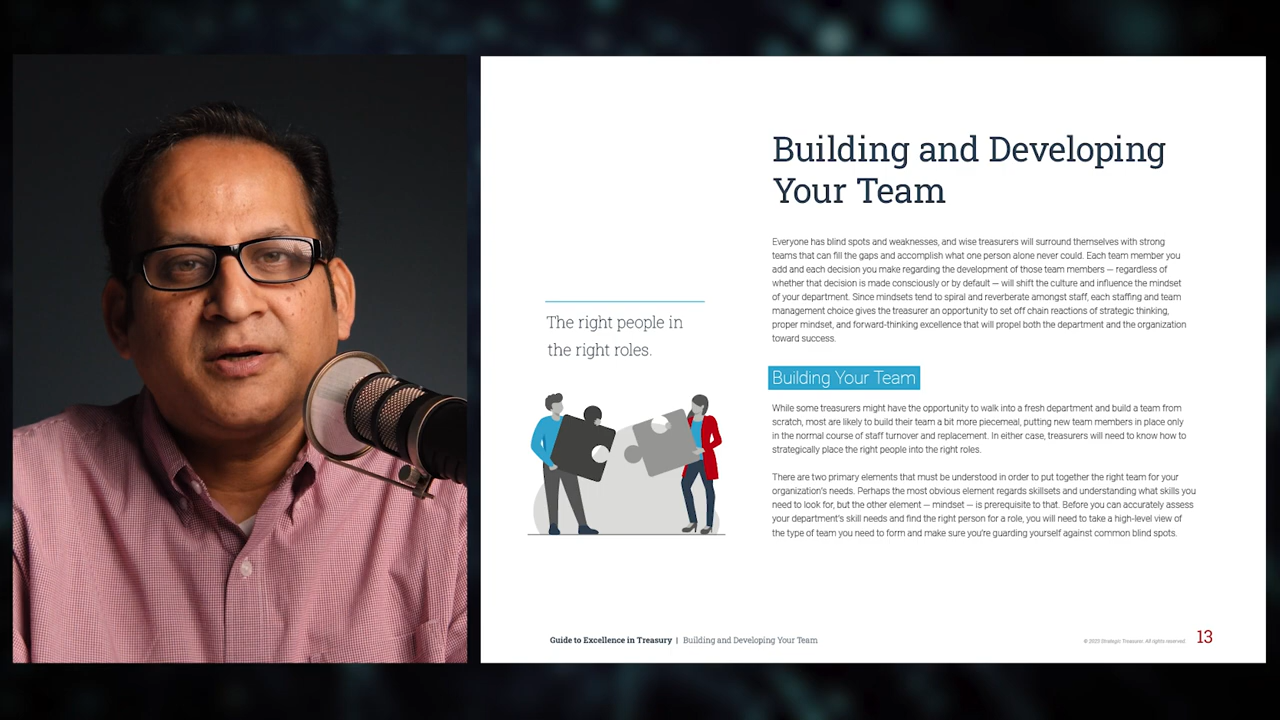 Building and Developing
Your Team
Everyone has blind spots and weaknesses, and wise treasurers will surround themselves with strong
teams that can fill the gaps and accomplish what one person alone never could. Each team member you
add and each decision you make regarding the development of those team members — regardless of
whether that decision is made consciously or by default — will shift the culture and influence the mindset
of your department. Since mindsets tend to spiral and reverberate amongst staff, each staffing and team
management choice gives the treasurer an opportunity to set off chain reactions of strategic thinking,
proper mindset, and forward-thinking excellence that will propel both the department and the organization
toward success.
The right people in
the right roles.
Building Your Team
While some treasurers might have the opportunity to walk into a fresh department and build a team from
scratch, most are likely to build their team a bit more piecemeal, putting new team members in place only
in the normal course of staff turnover and replacement. In either case, treasurers will need to know how to
strategically place the right people into the right roles.
There are two primary elements that must be understood in order to put together the right team for your
organization's needs. Perhaps the most obvious element regards skillsets and understanding what skills you
need to look for, but the other element — mindset — is prerequisite to that. Before you can accurately assess
your department's skill needs and find the right person for a role, you will need to take a high-level view of
the type of team you need to form and make sure you're guarding yourself against common blind spots.
Guide to Excellence in Treasury | Building and Developing Your Team
© 2025 Strategic Treasurer. All rights reserved. 13